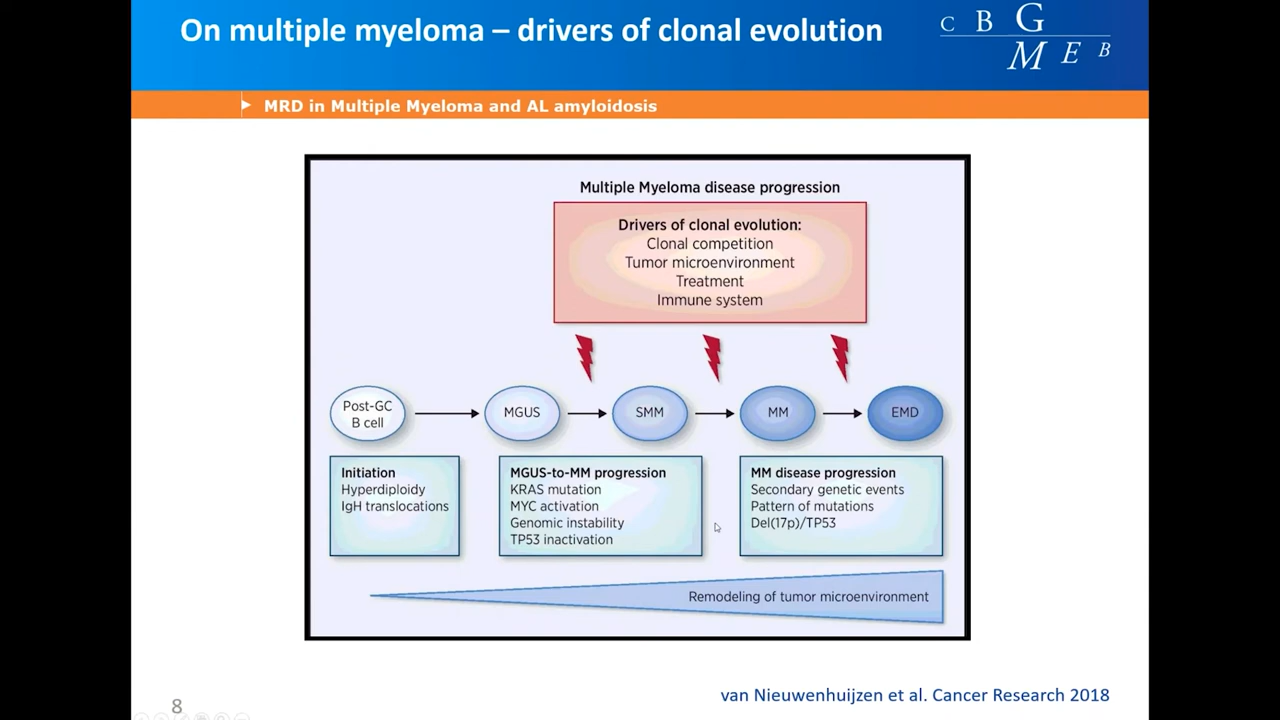 On multiple myeloma – drivers of clonal evolution
C B G
M E B
MRD in Multiple Myeloma and AL amyloidosis
Multiple Myeloma disease progression
Drivers of clonal evolution:
Clonal competition
Tumor microenvironment
Treatment
Immune system
Post-GC
B cell
MGUS
SMM
MM
EMD
Initiation
Hyperdiploidy
IgH translocations
MGUS-to-MM progression
KRAS mutation
MYC activation
Genomic instability
TP53 inactivation
MM disease progression
Secondary genetic events
Pattern of mutations
Del(17p)/TP53
Remodeling of tumor microenvironment
van Nieuwenhuijzen et al. Cancer Research 2018
8